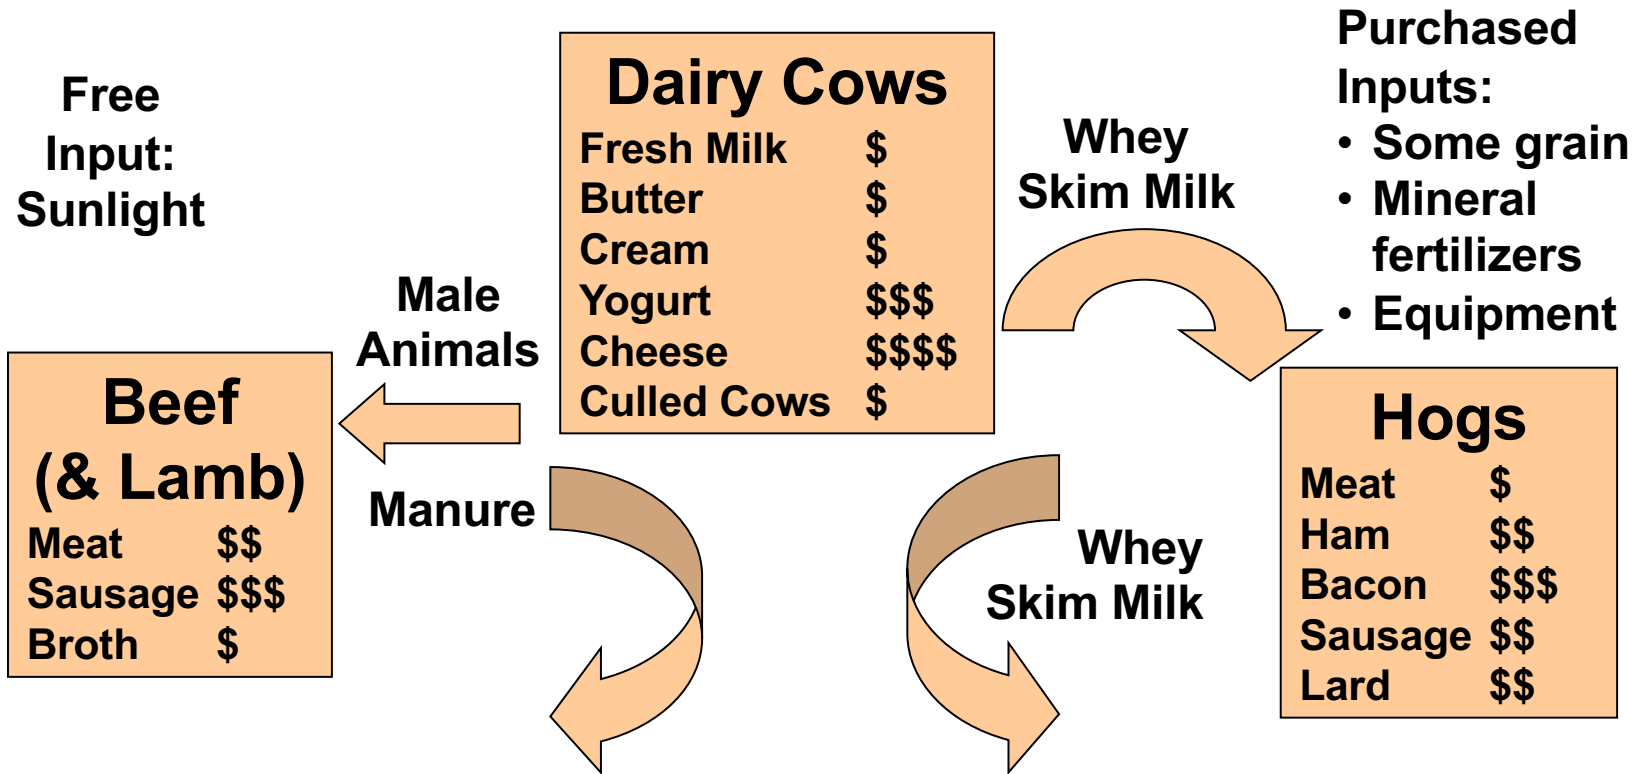 Free
Input:
Sunlight
Dairy Cows
Fresh Milk $
Butter $
Cream $
Yogurt $$$
Cheese $$$$
Culled Cows $
Whey
Skim Milk
Purchased
Inputs:
• Some grain
• Mineral
fertilizers
• Equipment
Male
Animals
Beef
(& Lamb)
Meat $$
Sausage $$$
Broth $
Manure
Whey
Skim Milk
Hogs
Meat $
Ham $$
Bacon $$$
Sausage $$
Lard $$